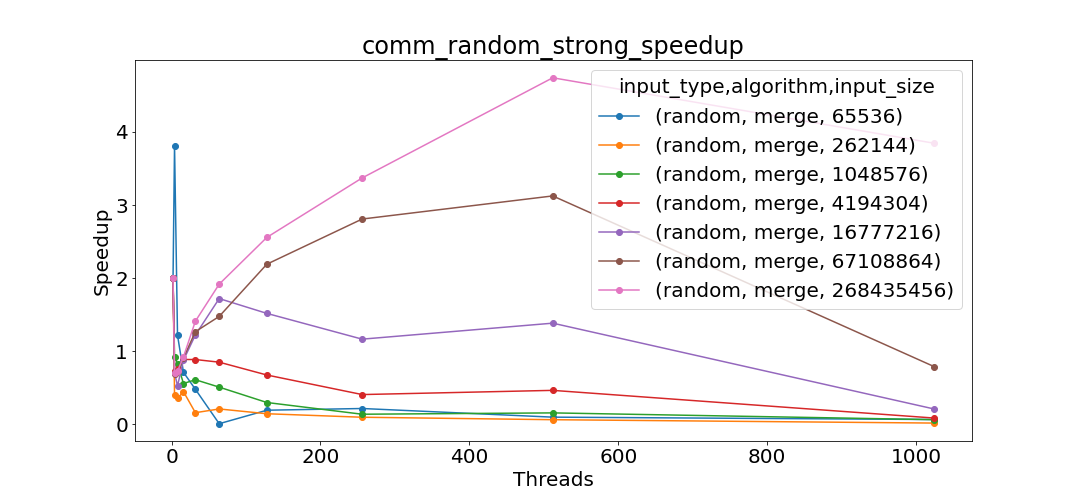 comm_random_strong_speedup
input_type,algorithm,input_size
(random, merge, 65536)
(random, merge, 262144)
(random, merge, 1048576)
(random, merge, 4194304)
(random, merge, 16777216)
(random, merge, 67108864)
(random, merge, 268435456)
Speedup
4
3
2
1
0
0 200 400 600 800 1000
Threads